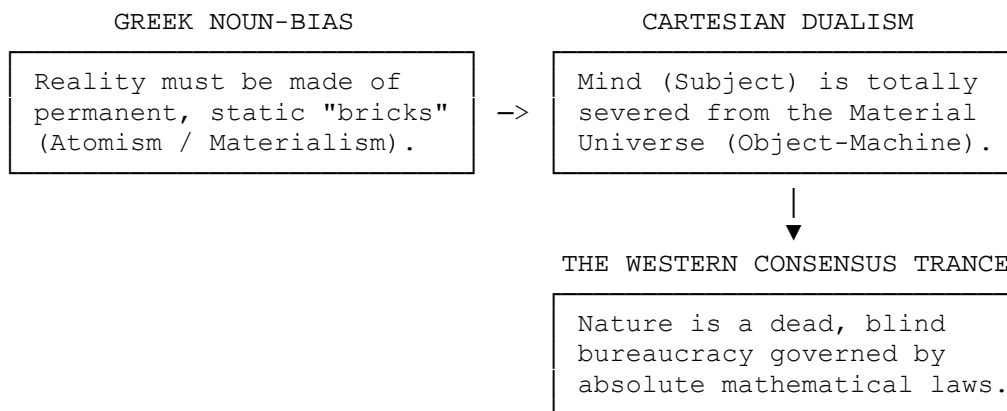 GREEK NOUN-BIAS
Reality must be made of
permanent, static "bricks"
(Atomism / Materialism).
─>
CARTESIAN DUALISM
Mind (Subject) is totally
severed from the Material
Universe (Object-Machine).
THE WESTERN CONSENSUS TRANCE
Nature is a dead, blind
bureaucracy governed by
absolute mathematical laws.